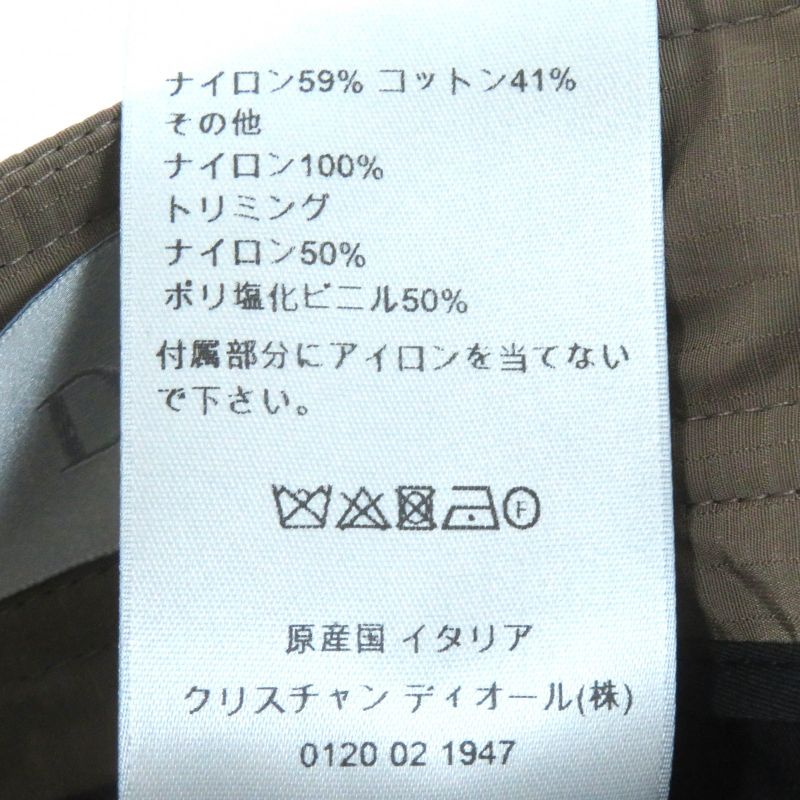 ナイロン59% コットン41%
その他
ナイロン100%
トリミング
ナイロン50%
ポリ塩化ビニル50%
付属部分にアイロンを当てない
で下さい。
F
原産国 イタリア
クリスチャン ディオール(株)
0120 02 1947